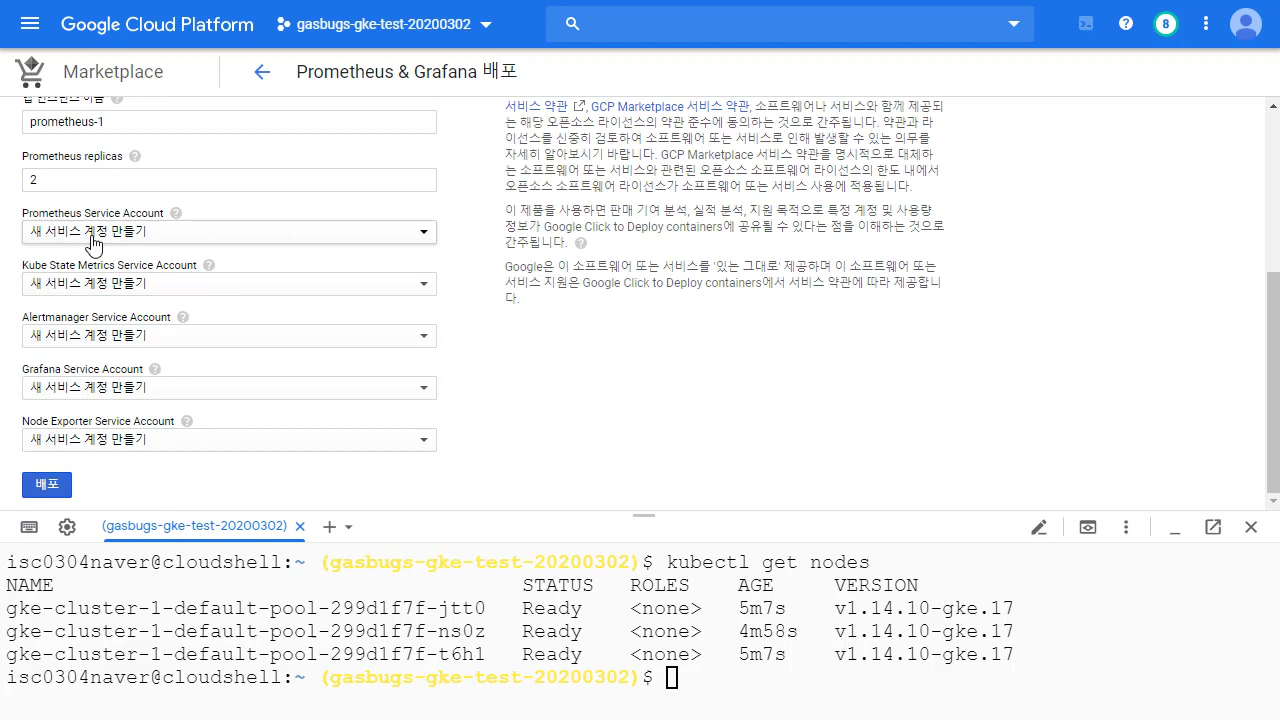 Google Cloud Platform
gasbugs-gke-test-20200302
8
Marketplace
Prometheus & Grafana 배포
앱 인스턴스 이름
prometheus-1
Prometheus replicas
2
Prometheus Service Account
새 서비스 계정 만들기
Kube State Metrics Service Account
새 서비스 계정 만들기
Alertmanager Service Account
새 서비스 계정 만들기
Grafana Service Account
새 서비스 계정 만들기
Node Exporter Service Account
새 서비스 계정 만들기
배포
서비스 약관, GCP Marketplace 서비스 약관, 소프트웨어나 서비스와 함께 제공되
는 해당 오픈소스 라이선스의 약관 준수에 동의하는 것으로 간주됩니다. 약관과 라
이선스를 신중히 검토하여 소프트웨어 또는 서비스로 인해 발생할 수 있는 의무를
자세히 알아보시기 바랍니다. GCP Marketplace 서비스 약관을 명시적으로 대체하
는 소프트웨어 또는 서비스와 관련된 오픈소스 소프트웨어 라이선스의 한도 내에서
오픈소스 소프트웨어 라이선스가 소프트웨어 또는 서비스 사용에 적용됩니다.
이 제품을 사용하면 판매 기여 분석, 실적 분석, 지원 목적으로 특정 계정 및 사용량
정보가 Google Click to Deploy containers에 공유될 수 있다는 점을 이해하는 것으로
간주됩니다.
Google은 이 소프트웨어 또는 서비스를 '있는 그대로' 제공하며 이 소프트웨어 또는
서비스 지원은 Google Click to Deploy containers에서 서비스 약관에 따라 제공합니
다.
(gasbugs-gke-test-20200302)
isc0304naver@cloudshell:~ (gasbugs-gke-test-20200302)$ kubectl get nodes
NAME STATUS ROLES AGE VERSION
gke-cluster-1-default-pool-299d1f7f-jtt0 Ready <none> 5m7s v1.14.10-gke.17
gke-cluster-1-default-pool-299d1f7f-ns0z Ready <none> 4m58s v1.14.10-gke.17
gke-cluster-1-default-pool-299d1f7f-t6h1 Ready <none> 5m7s v1.14.10-gke.17
isc0304naver@cloudshell:~ (gasbugs-gke-test-20200302)$